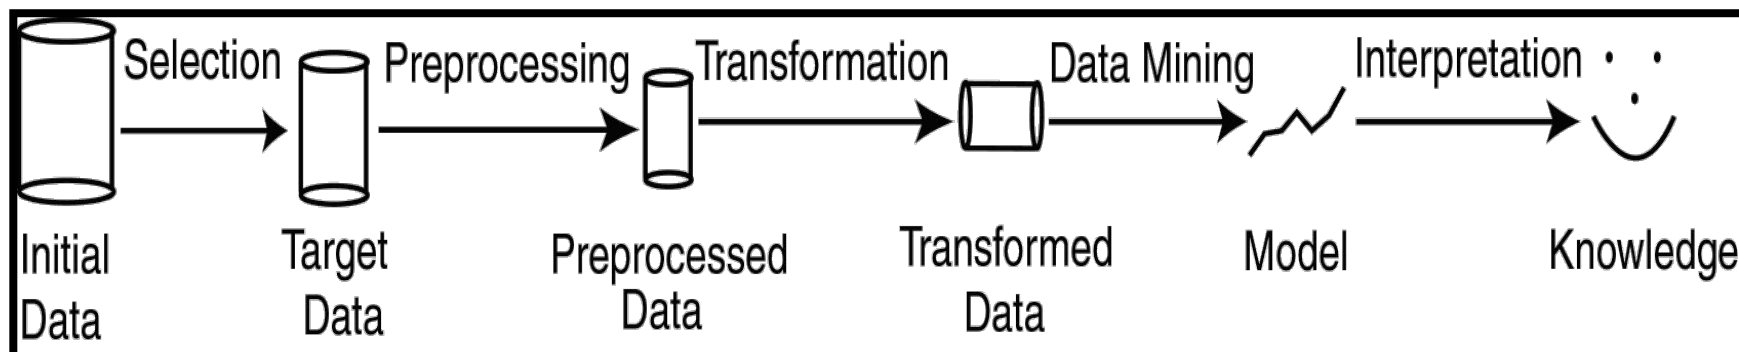 Selection
Preprocessing
Transformation
Data Mining
Interpretation
Initial
Data
Target
Data
Preprocessed
Data
Transformed
Data
Model
Knowledge